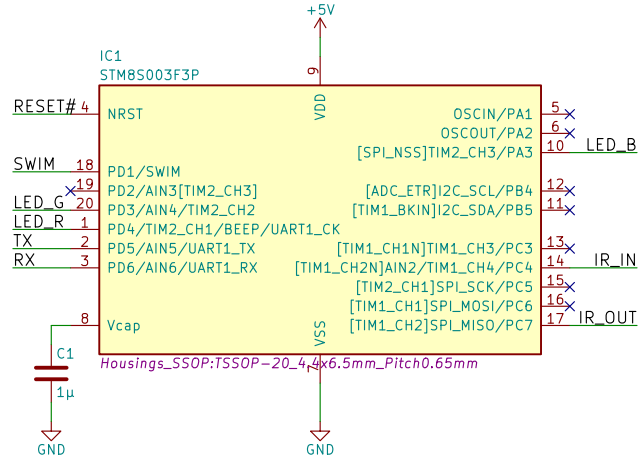 +5V
IC1
STM8S003F3P
9
VDD
RESET# 4 NRST
OSCIN/PA1 5
OSCOUT/PA2 6
[SPI_NSS]TIM2_CH3/PA3 10 LED_B
SWIM 18 PD1/SWIM
19 PD2/AIN3[TIM2_CH3]
[ADC_ETR]I2C_SCL/PB4 12
LED_G 20 PD3/AIN4/TIM2_CH2
[TIM1_BKIN]I2C_SDA/PB5 11
LED_R 1 PD4/TIM2_CH1/BEEP/UART1_CK
TX 2 PD5/AIN5/UART1_TX
[TIM1_CH1N]TIM1_CH3/PC3 13
RX 3 PD6/AIN6/UART1_RX
[TIM1_CH2N]AIN2/TIM1_CH4/PC4 14 IR_IN
[TIM2_CH1]SPI_SCK/PC5 15
[TIM1_CH1]SPI_MOSI/PC6 16
8 Vcap
[TIM1_CH2]SPI_MISO/PC7 17 IR_OUT
VSS
7
Housings_SSOP:TSSOP-20_4.4x6.5mm_Pitch0.65mm
C1
1µ
GND
GND